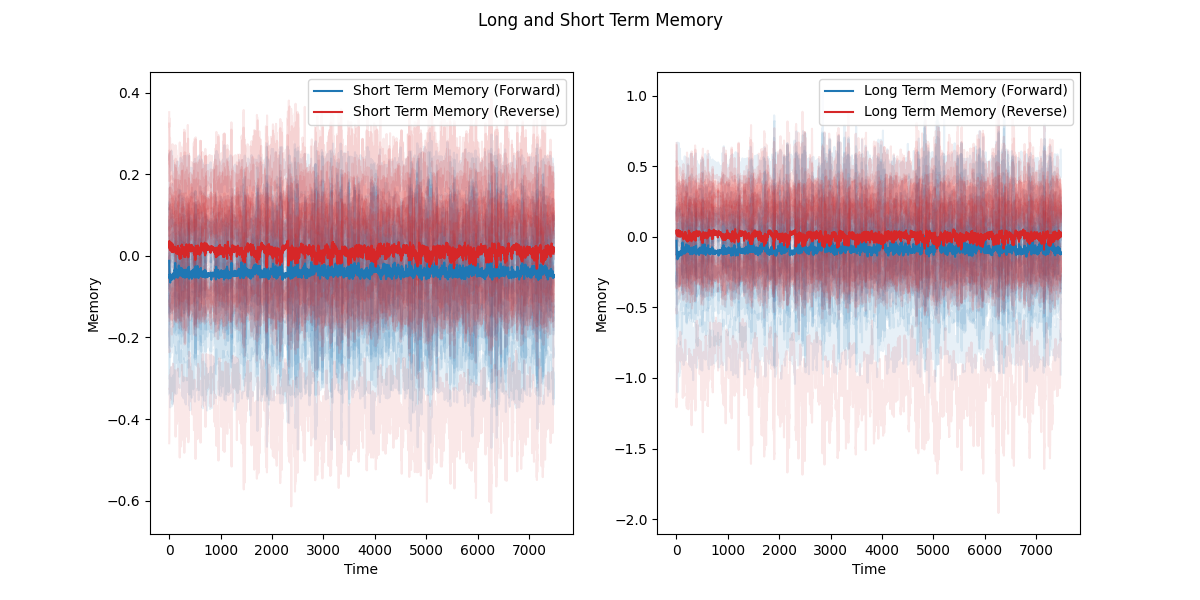 Long and Short Term Memory
Short Term Memory (Forward)
Short Term Memory (Reverse)
0.4
0.2
0.0
−0.2
−0.4
−0.6
Memory
0 1000 2000 3000 4000 5000 6000 7000
Time
Long Term Memory (Forward)
Long Term Memory (Reverse)
1.0
0.5
0.0
−0.5
−1.0
−1.5
−2.0
Memory
0 1000 2000 3000 4000 5000 6000 7000
Time